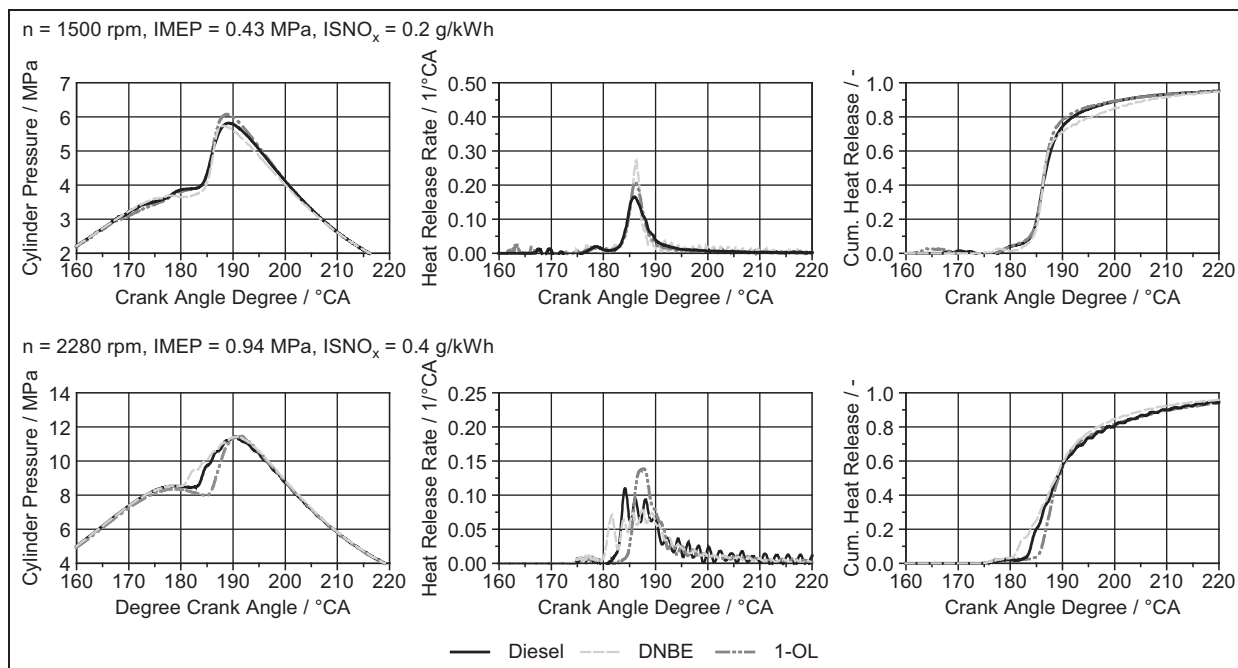 n = 1500 rpm, IMEP = 0.43 MPa, ISNOx = 0.2 g/kWh
Cylinder Pressure / MPa
7
6
5
4
3
2
160 170 180 190 200 210 220
Crank Angle Degree / °CA
Heat Release Rate / 1/°CA
0.50
0.40
0.30
0.20
0.10
0.00
160 170 180 190 200 210 220
Crank Angle Degree / °CA
Cum. Heat Release / -
1.0
0.8
0.6
0.4
0.2
0.0
160 170 180 190 200 210 220
Crank Angle Degree / °CA
n = 2280 rpm, IMEP = 0.94 MPa, ISNOx = 0.4 g/kWh
Cylinder Pressure / MPa
14
12
10
8
6
4
160 170 180 190 200 210 220
Degree Crank Angle / °CA
Heat Release Rate / 1/°CA
0.25
0.20
0.15
0.10
0.05
0.00
160 170 180 190 200 210 220
Crank Angle Degree / °CA
Cum. Heat Release / -
1.0
0.8
0.6
0.4
0.2
0.0
160 170 180 190 200 210 220
Crank Angle Degree / °CA
Diesel DNBE 1-OL